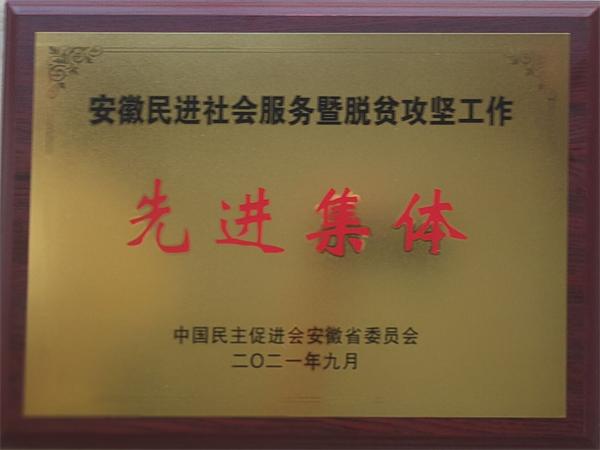 安徽民进社会服务暨脱贫攻坚工作
先进集体
中国民主促进会安徽省委员会
二〇二一年九月